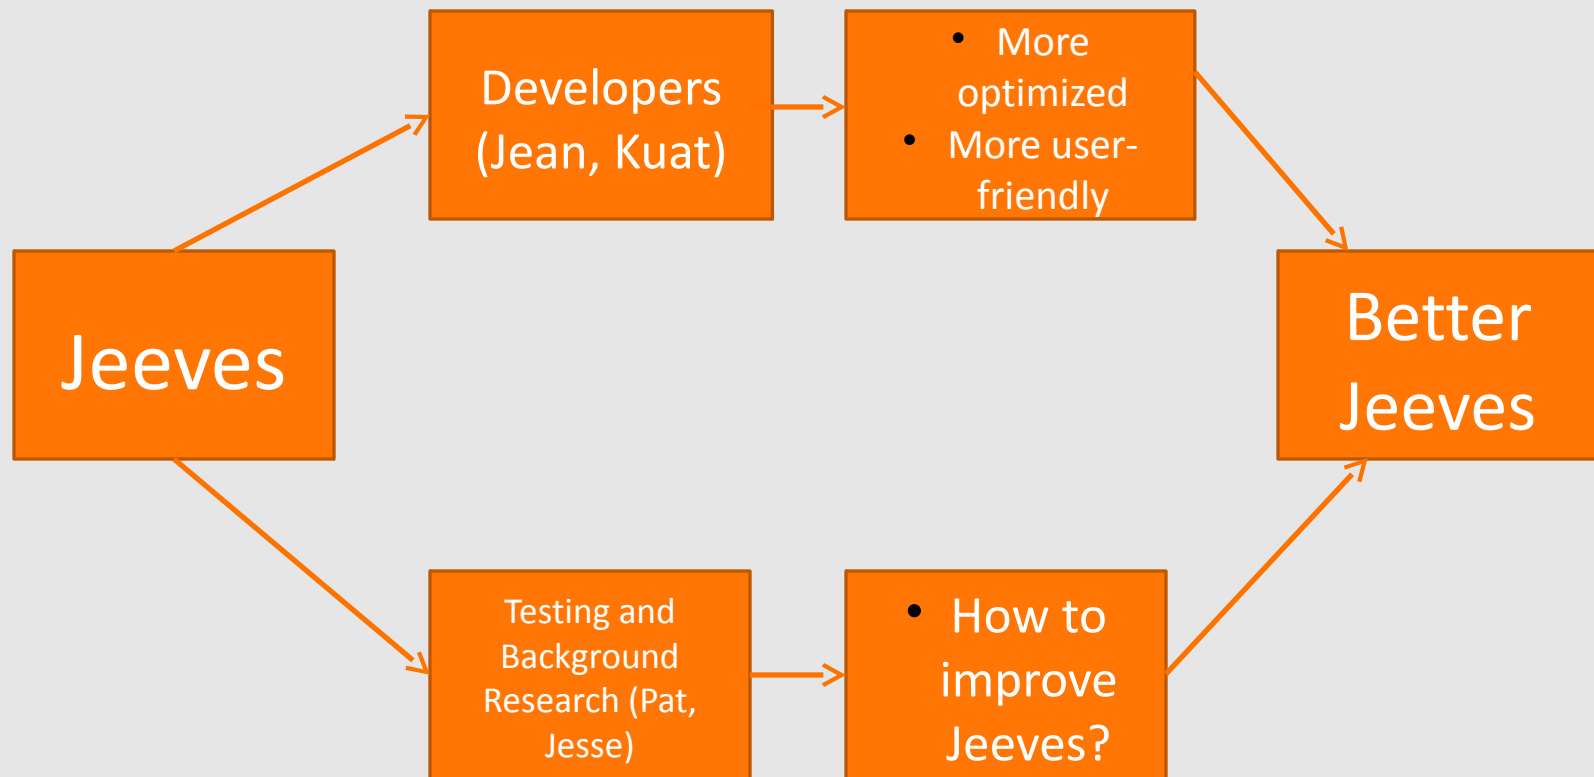 Jeeves
Developers
(Jean, Kuat)
• More
optimized
• More user-
friendly
Testing and
Background
Research (Pat,
Jesse)
• How to
improve
Jeeves?
Better
Jeeves